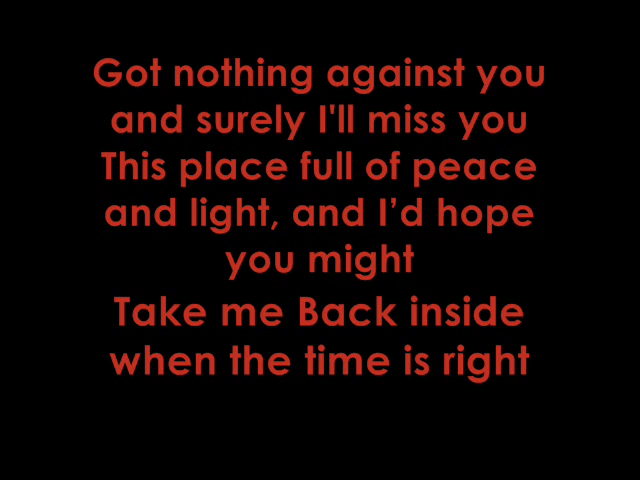 Got nothing against you
and surely I'll miss you
This place full of peace
and light, and I’d hope
you might
Take me Back inside
when the time is right